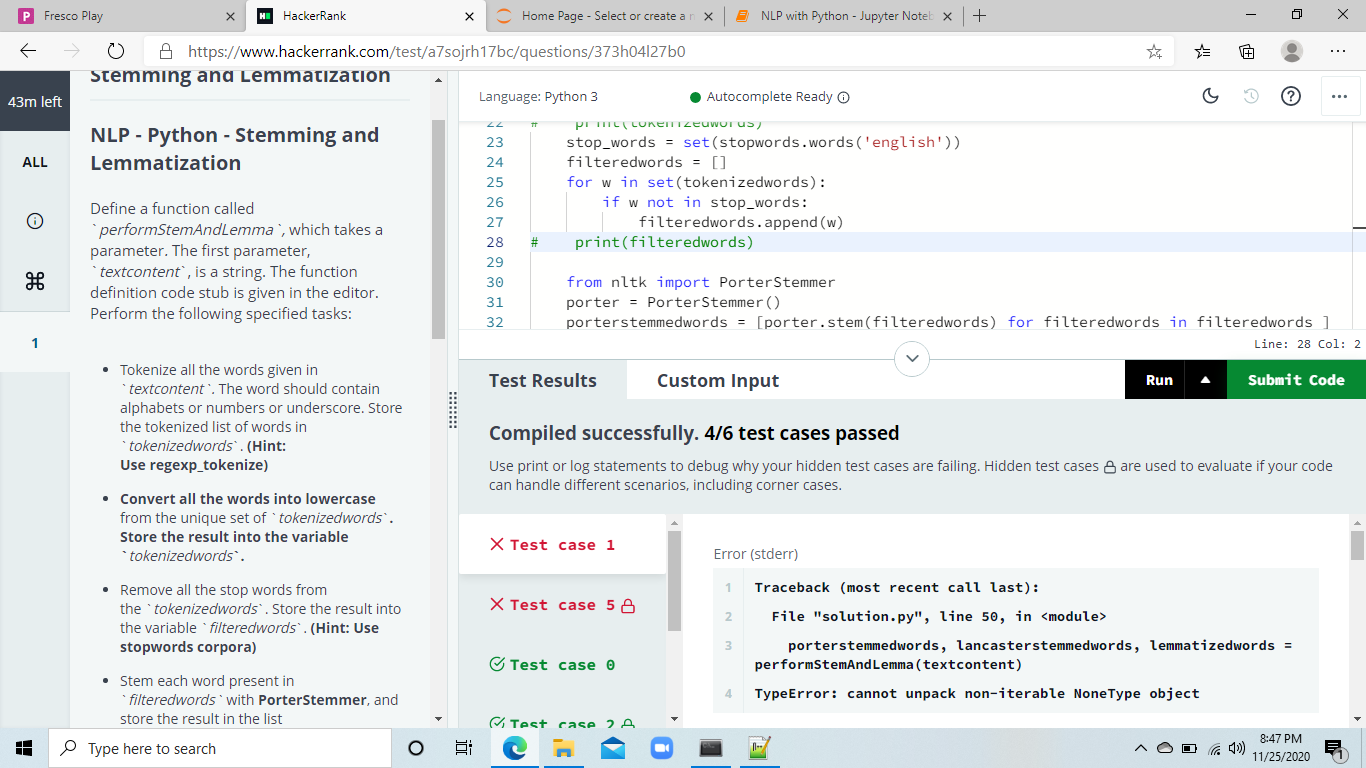 Fresco Play
HackerRank
Home Page - Select or create a n
NLP with Python - Jupyter Noteb
https://www.hackerrank.com/test/a7sojrh17bc/questions/373h04l27b0
43m left
ALL
1
Stemming and Lemmatization
NLP - Python - Stemming and
Lemmatization
Define a function called
`performStemAndLemma`, which takes a
parameter. The first parameter,
`textcontent`, is a string. The function
definition code stub is given in the editor.
Perform the following specified tasks:
• Tokenize all the words given in
`textcontent`. The word should contain
alphabets or numbers or underscore. Store
the tokenized list of words in
`tokenizedwords`. (Hint:
Use regexp_tokenize)
• Convert all the words into lowercase
from the unique set of `tokenizedwords`.
Store the result into the variable
`tokenizedwords`.
• Remove all the stop words from
the `tokenizedwords`. Store the result into
the variable `filteredwords`. (Hint: Use
stopwords corpora)
• Stem each word present in
`filteredwords` with PorterStemmer, and
store the result in the list
Language: Python 3
Autocomplete Ready
22 #    print(tokenizedwords)
23    stop_words = set(stopwords.words('english'))
24    filteredwords = []
25    for w in set(tokenizedwords):
26        if w not in stop_words:
27            filteredwords.append(w)
28 #    print(filteredwords)
29
30    from nltk import PorterStemmer
31    porter = PorterStemmer()
32    porterstemmedwords = [porter.stem(filteredwords) for filteredwords in filteredwords ]
Line: 28 Col: 2
Test Results
Custom Input
Run
Submit Code
Compiled successfully. 4/6 test cases passed
Use print or log statements to debug why your hidden test cases are failing. Hidden test cases are used to evaluate if your code
can handle different scenarios, including corner cases.
Test case 1
Test case 5
Test case 0
Test case 2
Error (stderr)
1 Traceback (most recent call last):
2   File "solution.py", line 50, in <module>
3     porterstemmedwords, lancasterstemmedwords, lemmatizedwords =
performStemAndLemma(textcontent)
4 TypeError: cannot unpack non-iterable NoneType object
Type here to search
8:47 PM
11/25/2020
1